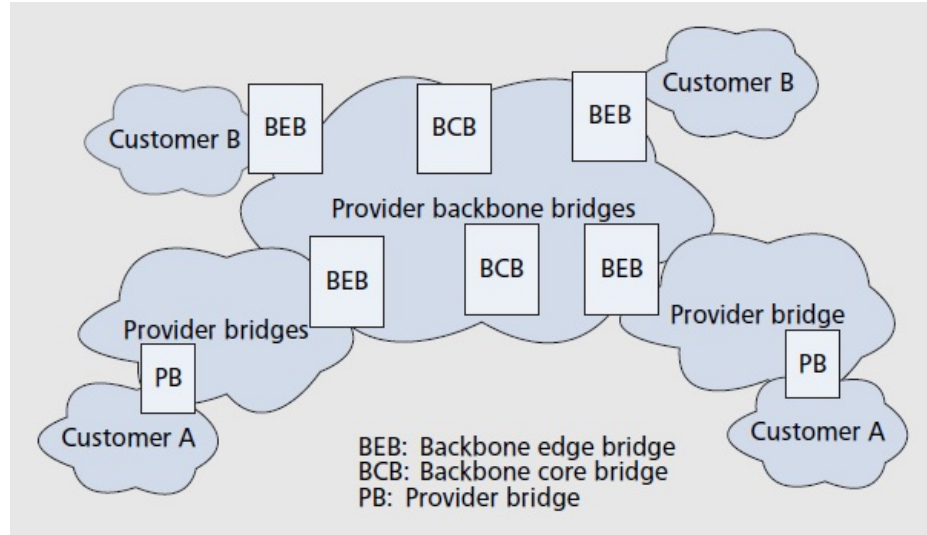 Customer B
BEB
BCB
BEB
Customer B
Provider backbone bridges
BEB
BCB
BEB
Provider bridges
Provider bridge
PB
PB
Customer A
Customer A
BEB: Backbone edge bridge
BCB: Backbone core bridge
PB: Provider bridge